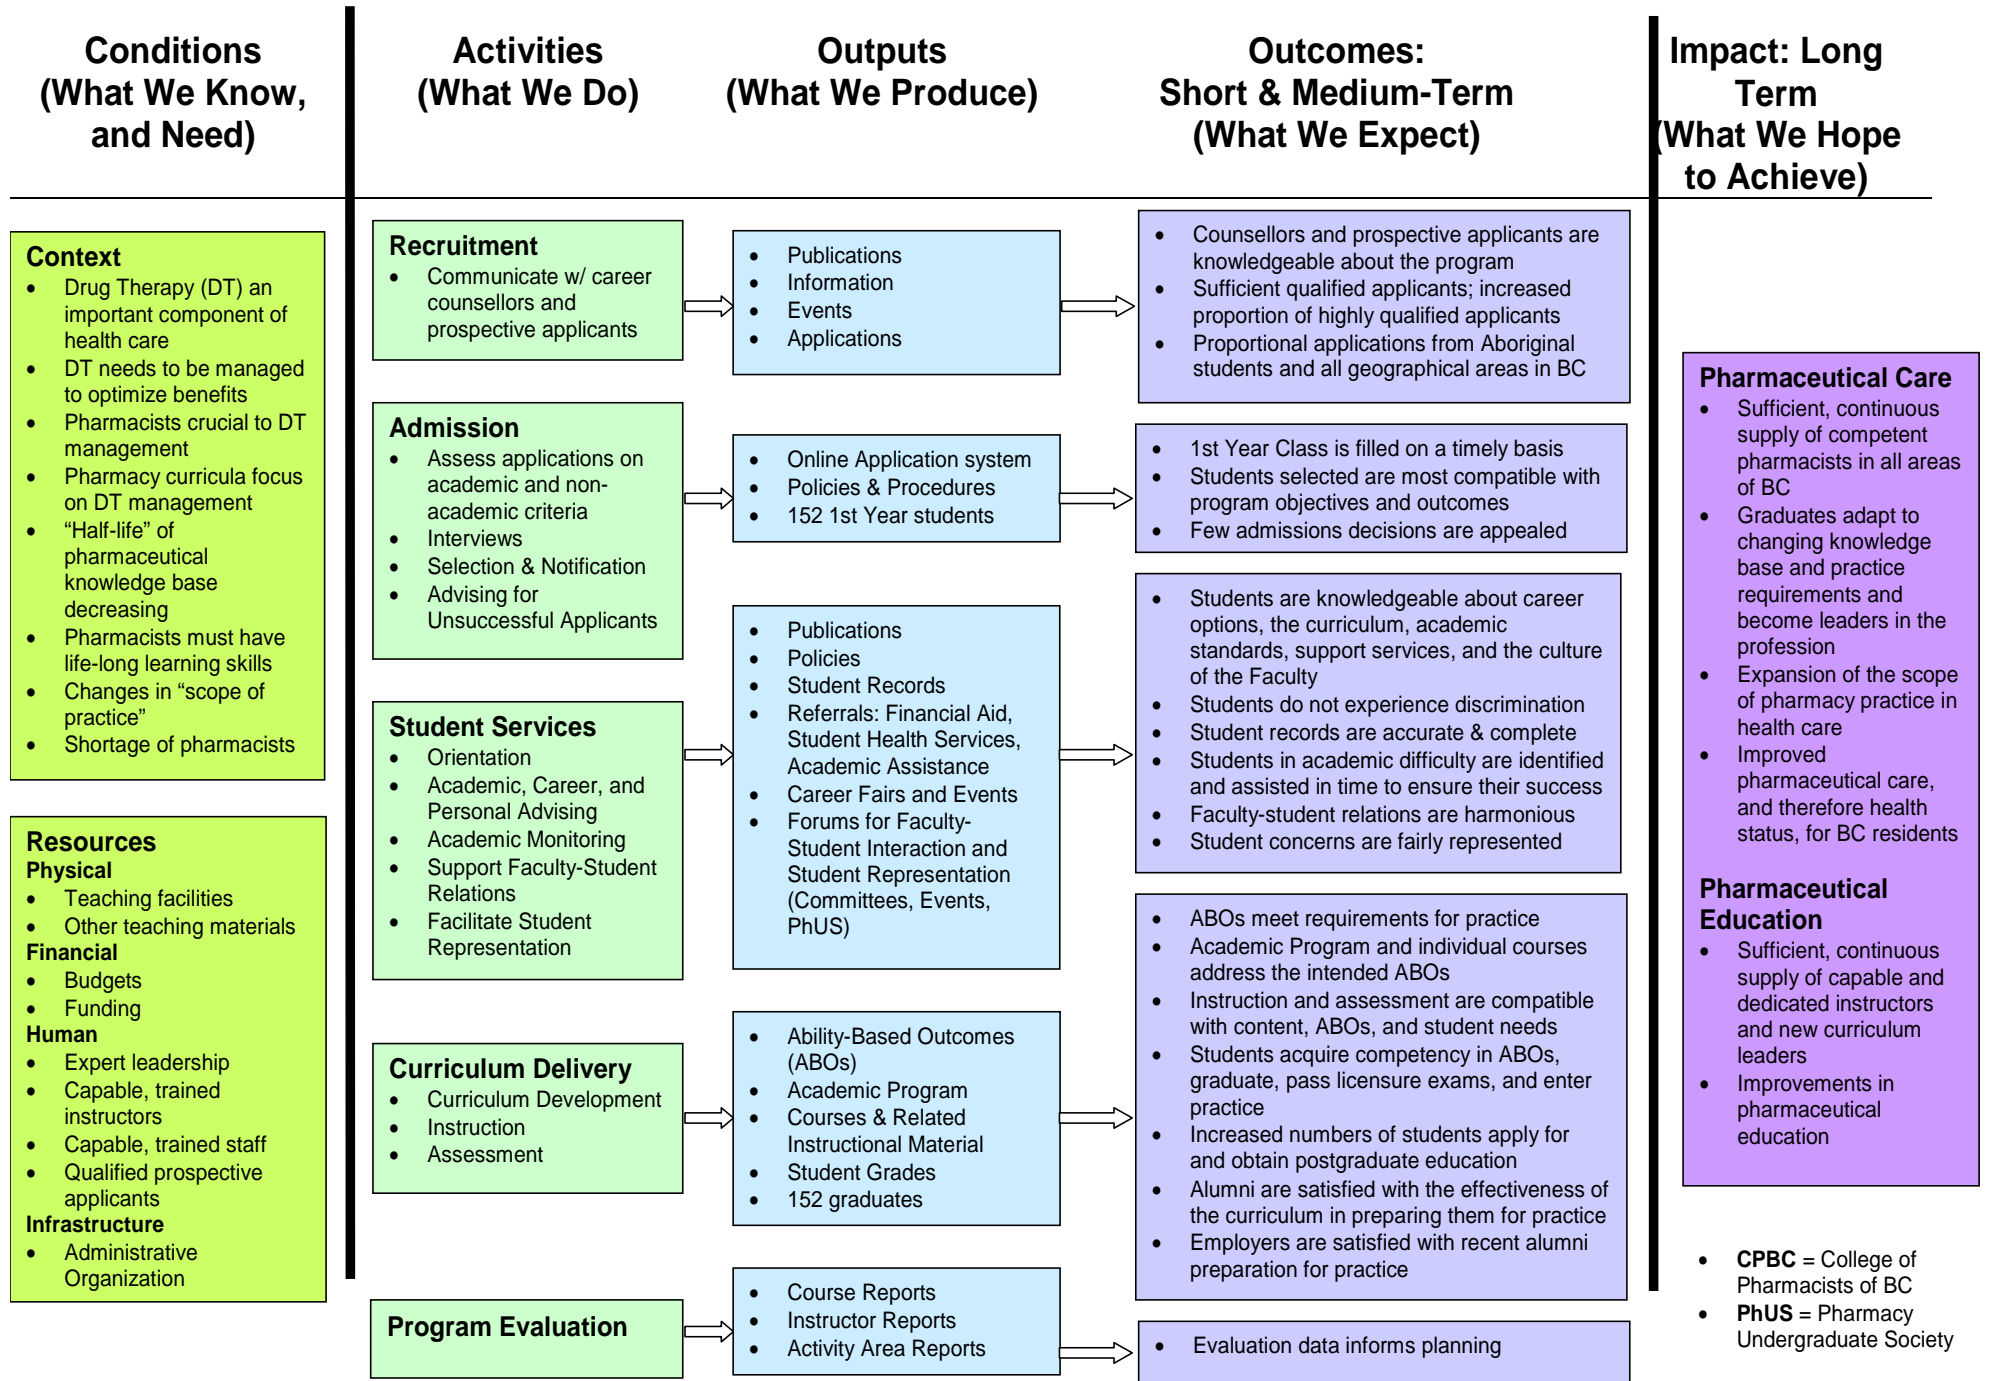 Conditions
(What We Know,
and Need)
Activities
(What We Do)
Outputs
(What We Produce)
Outcomes:
Short & Medium-Term
(What We Expect)
Impact: Long
Term
(What We Hope
to Achieve)
Context
• Drug Therapy (DT) an
important component of
health care
• DT needs to be managed
to optimize benefits
• Pharmacists crucial to DT
management
• Pharmacy curricula focus
on DT management
• “Half-life” of
pharmaceutical
knowledge base
decreasing
• Pharmacists must have
life-long learning skills
• Changes in “scope of
practice”
• Shortage of pharmacists
Resources
Physical
• Teaching facilities
• Other teaching materials
Financial
• Budgets
• Funding
Human
• Expert leadership
• Capable, trained
instructors
• Capable, trained staff
• Qualified prospective
applicants
Infrastructure
• Administrative
Organization
Recruitment
• Communicate w/ career
counsellors and
prospective applicants
• Publications
• Information
• Events
• Applications
• Counsellors and prospective applicants are
knowledgeable about the program
• Sufficient qualified applicants; increased
proportion of highly qualified applicants
• Proportional applications from Aboriginal
students and all geographical areas in BC
Admission
• Assess applications on
academic and non-
academic criteria
• Interviews
• Selection & Notification
• Advising for
Unsuccessful Applicants
• Online Application system
• Policies & Procedures
• 152 1st Year students
• 1st Year Class is filled on a timely basis
• Students selected are most compatible with
program objectives and outcomes
• Few admissions decisions are appealed
Student Services
• Orientation
• Academic, Career, and
Personal Advising
• Academic Monitoring
• Support Faculty-Student
Relations
• Facilitate Student
Representation
• Publications
• Policies
• Student Records
• Referrals: Financial Aid,
Student Health Services,
Academic Assistance
• Career Fairs and Events
• Forums for Faculty-
Student Interaction and
Student Representation
(Committees, Events,
PhUS)
• Students are knowledgeable about career
options, the curriculum, academic
standards, support services, and the culture
of the Faculty
• Students do not experience discrimination
• Student records are accurate & complete
• Students in academic difficulty are identified
and assisted in time to ensure their success
• Faculty-student relations are harmonious
• Student concerns are fairly represented
Curriculum Delivery
• Curriculum Development
• Instruction
• Assessment
• Ability-Based Outcomes
(ABOs)
• Academic Program
• Courses & Related
Instructional Material
• Student Grades
• 152 graduates
• ABOs meet requirements for practice
• Academic Program and individual courses
address the intended ABOs
• Instruction and assessment are compatible
with content, ABOs, and student needs
• Students acquire competency in ABOs,
graduate, pass licensure exams, and enter
practice
• Increased numbers of students apply for
and obtain postgraduate education
• Alumni are satisfied with the effectiveness of
the curriculum in preparing them for practice
• Employers are satisfied with recent alumni
preparation for practice
Program Evaluation
• Course Reports
• Instructor Reports
• Activity Area Reports
• Evaluation data informs planning
Pharmaceutical Care
• Sufficient, continuous
supply of competent
pharmacists in all areas
of BC
• Graduates adapt to
changing knowledge
base and practice
requirements and
become leaders in the
profession
• Expansion of the scope
of pharmacy practice in
health care
• Improved
pharmaceutical care,
and therefore health
status, for BC residents
Pharmaceutical
Education
• Sufficient, continuous
supply of capable and
dedicated instructors
and new curriculum
leaders
• Improvements in
pharmaceutical
education
• CPBC = College of
Pharmacists of BC
• PhUS = Pharmacy
Undergraduate Society